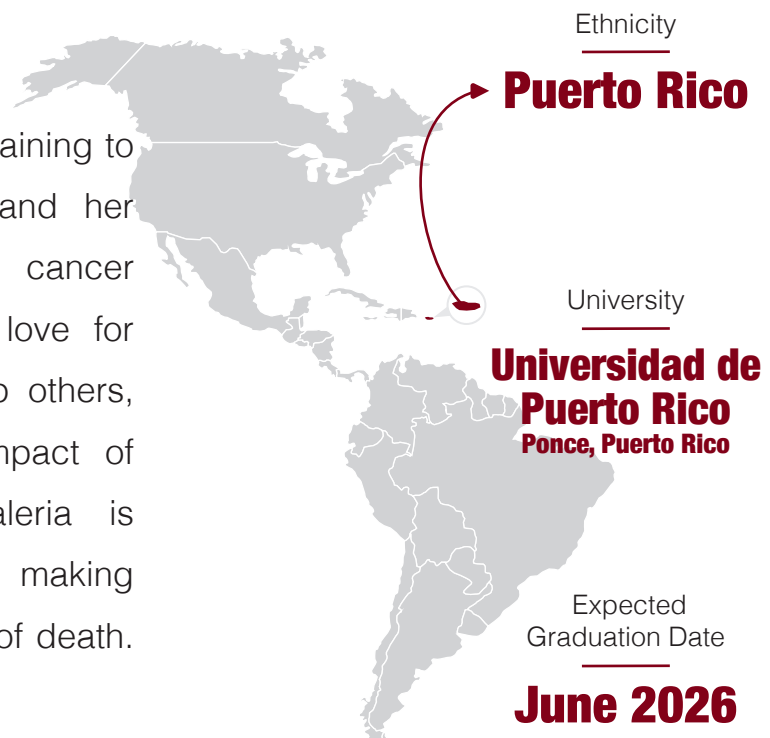 aining to
and her
cancer
love for
o others,
mpact of
aleria is
making
of death.
Ethnicity
Puerto Rico
University
Universidad de
Puerto Rico
Ponce, Puerto Rico
Expected
Graduation Date
June 2026